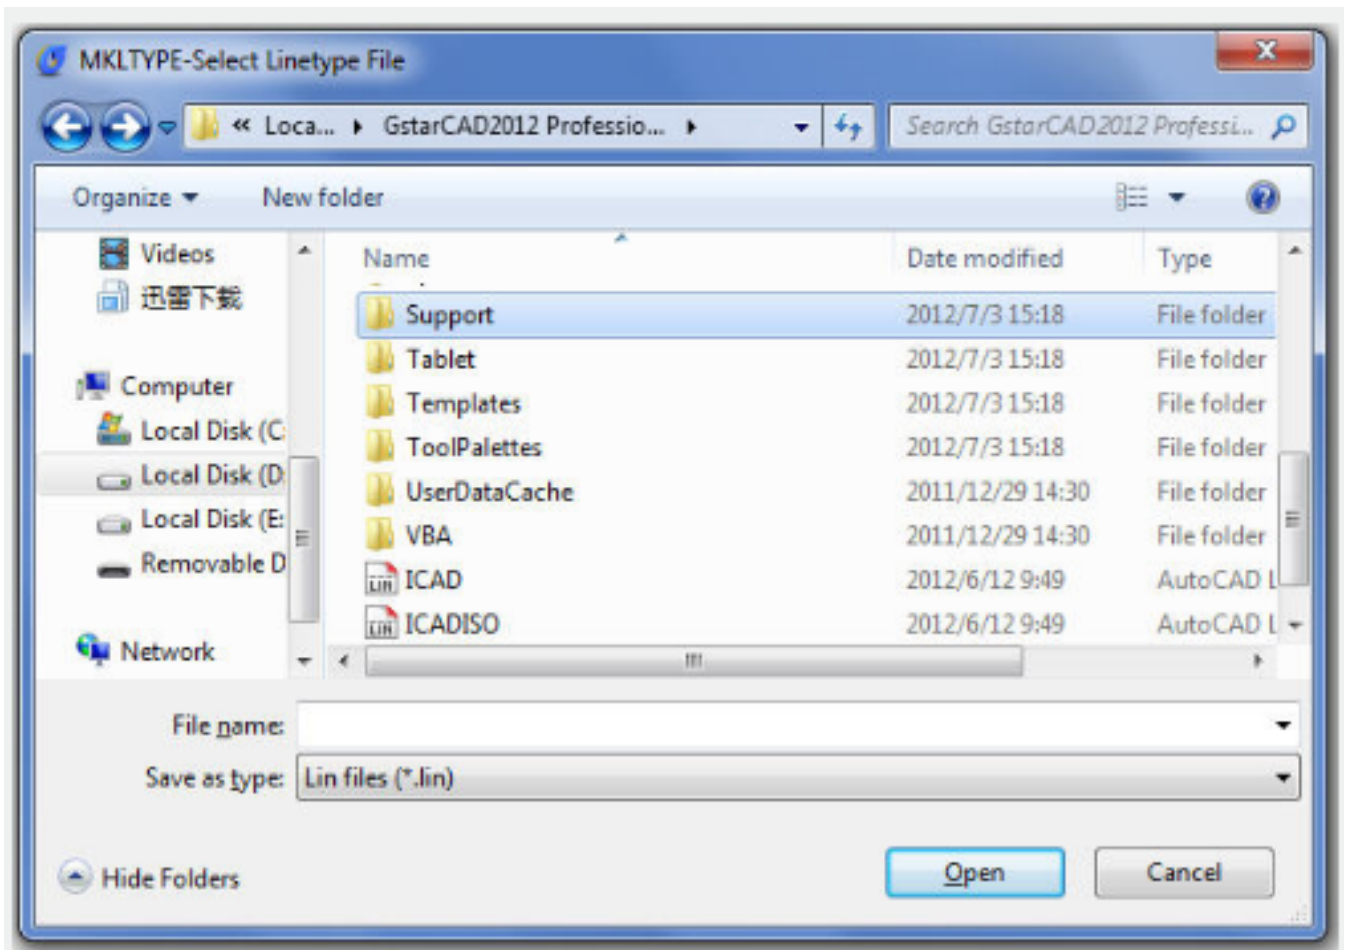 MKLTYPE-Select Linetype File
« Loca... GstarCAD2012 Professio...
Search GstarCAD2012 Professi...
Organize New folder
Videos
迅雷下载
Computer
Local Disk (C:
Local Disk (D:
Local Disk (E:
Removable D
Network
Name Date modified Type
Support 2012/7/3 15:18 File folder
Tablet 2012/7/3 15:18 File folder
Templates 2012/7/3 15:18 File folder
ToolPalettes 2012/7/3 15:18 File folder
UserDataCache 2011/12/29 14:30 File folder
VBA 2011/12/29 14:30 File folder
LIN ICAD 2012/6/12 9:49 AutoCAD L
LIN ICADISO 2012/6/12 9:49 AutoCAD L
File name:
Save as type: Lin files (*.lin)
Hide Folders
Open Cancel